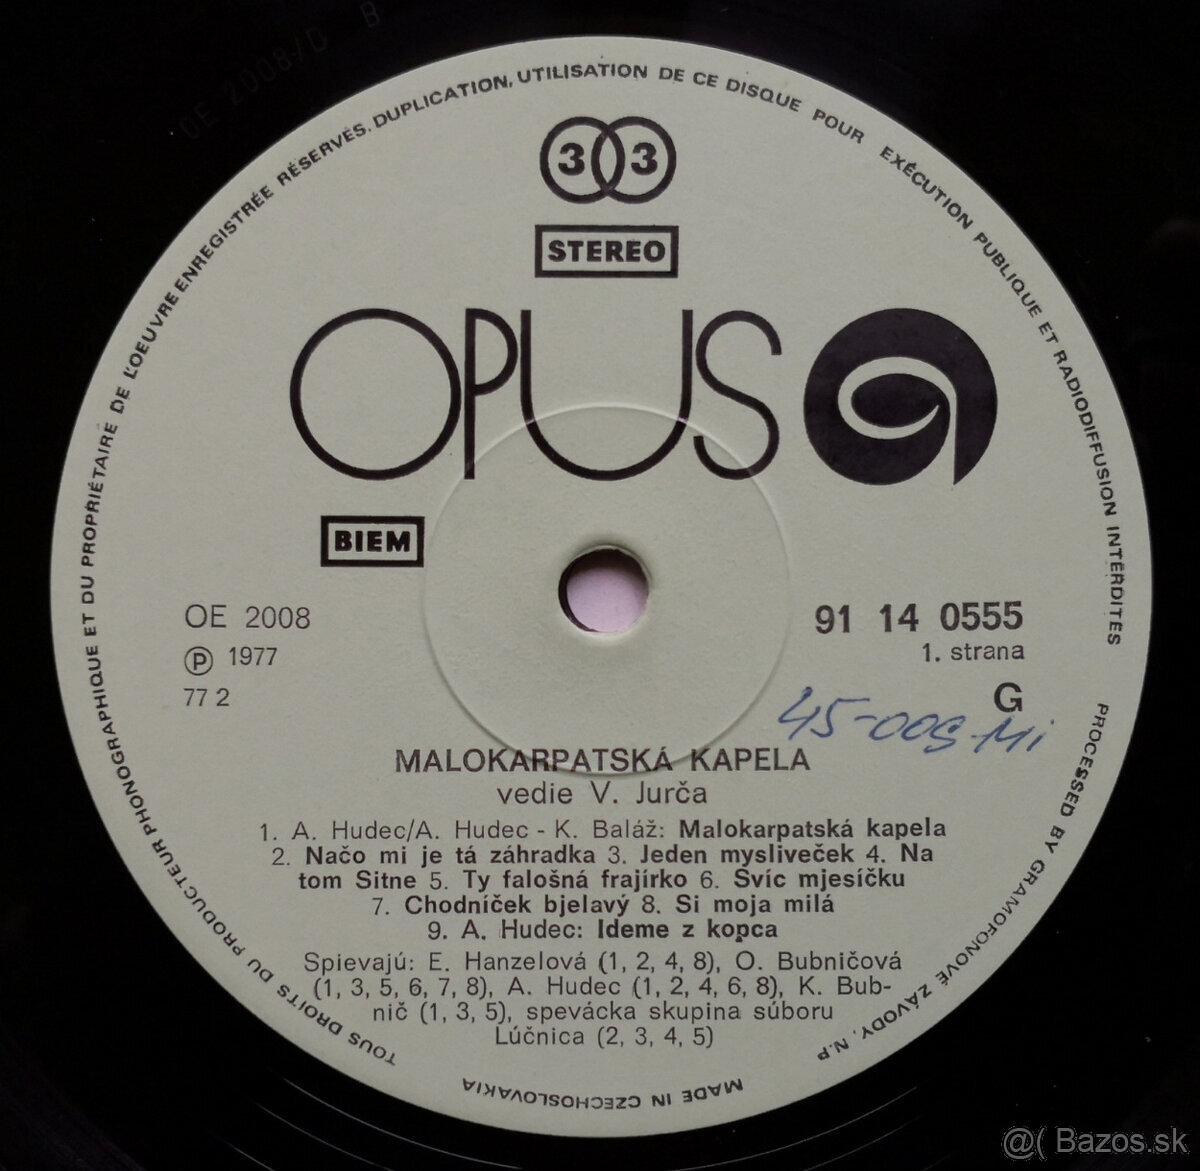 OE 2008/D B
TOUS DROITS DU PRODUCTEUR PHONOGRAPHIQUE ET DU PROPRIÉTAIRE DE L'OEUVRE ENREGISTRÉE RÉSERVÉS. DUPLICATION, UTILISATION DE CE DISQUE POUR EXÉCUTION PUBLIQUE ET RADIODIFFUSION INTERDITES
33
STEREO
OPUS
BIEM
OE 2008
Ⓟ 1977
77 2
91 14 0555
1. strana
G
MALOKARPATSKÁ KAPELA
vedie V. Jurča
1. A. Hudec/A. Hudec - K. Baláž: Malokarpatská kapela
2. Načo mi je tá záhradka 3. Jeden mysliveček 4. Na
tom Sitne 5. Ty falošná frajírko 6. Svíc mjesíčku
7. Chodníček bjelavý 8. Si moja milá
9. A. Hudec: Ideme z kopca
Spievajú: E. Hanzelová (1, 2, 4, 8), O. Bubničová
(1, 3, 5, 6, 7, 8), A. Hudec (1, 2, 4, 6, 8), K. Bub-
nič (1, 3, 5), spevácka skupina súboru
Lúčnica (2, 3, 4, 5)
PROCESSED BY GRAMOFONOVÉ ZÁVODY, N.P
MADE IN CZECHOSLOVAKIA
@( Bazos.sk